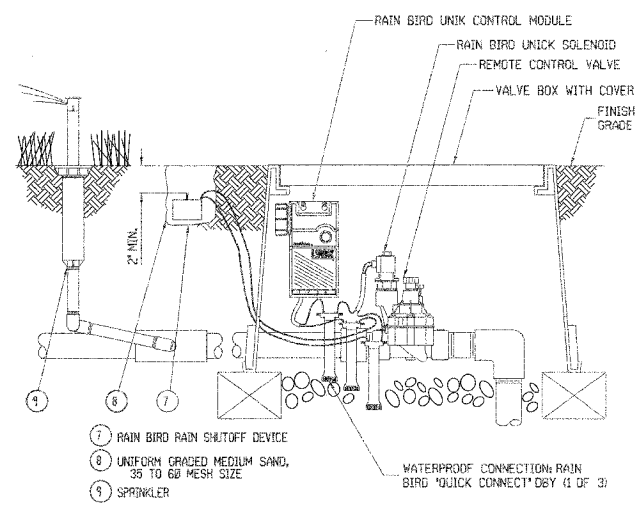 RAIN BIRD UNIK CONTROL MODULE
RAIN BIRD UNICK SOLENOID
REMOTE CONTROL VALVE
VALVE BOX WITH COVER
FINISH
GRADE
2" MIN.
9
8
7
7 RAIN BIRD RAIN SHUTOFF DEVICE
8 UNIFORM GRADED MEDIUM SAND,
35 TO 60 MESH SIZE
9 SPRINKLER
WATERPROOF CONNECTION: RAIN
BIRD "QUICK CONNECT" DBY (1 OF 3)